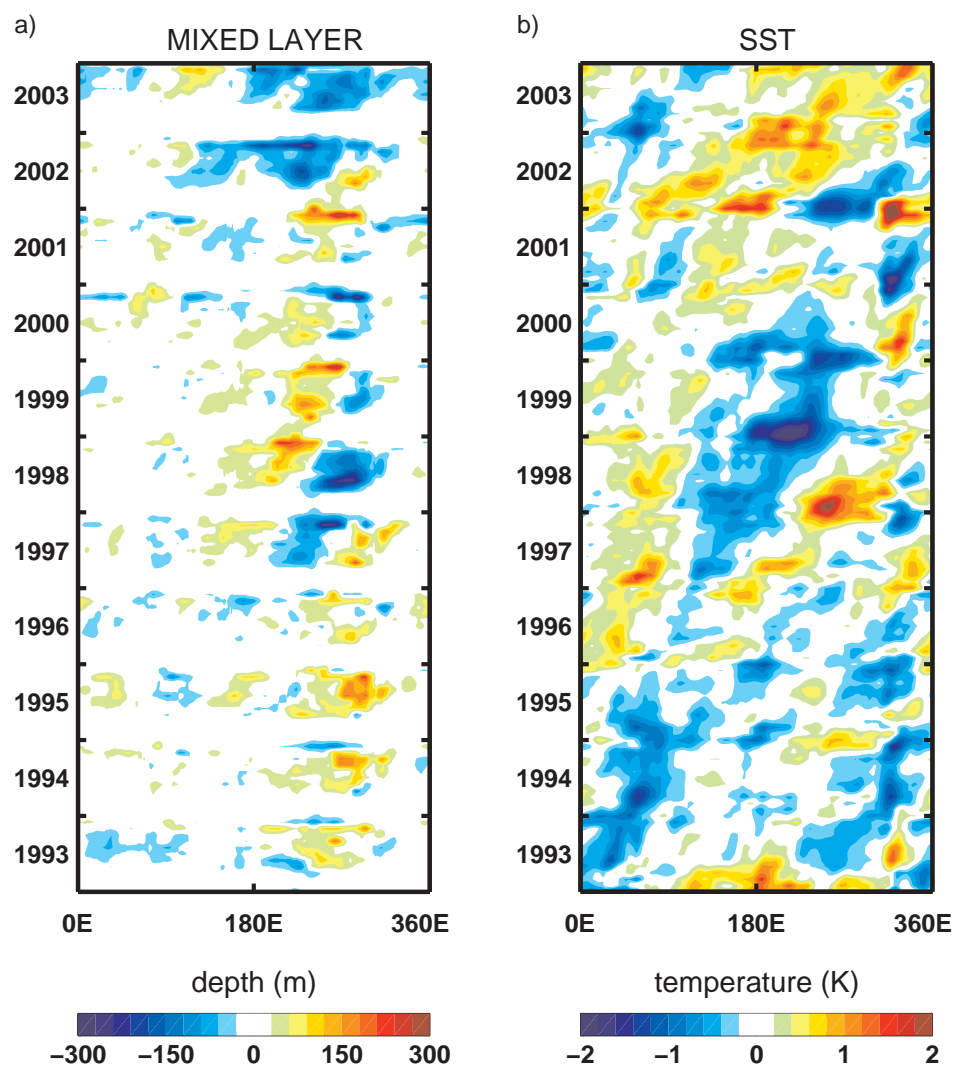 a)
MIXED LAYER
2003
2002
2001
2000
1999
1998
1997
1996
1995
1994
1993
0E 180E 360E
depth (m)
−300 −150 0 150 300
b)
SST
2003
2002
2001
2000
1999
1998
1997
1996
1995
1994
1993
0E 180E 360E
temperature (K)
−2 −1 0 1 2